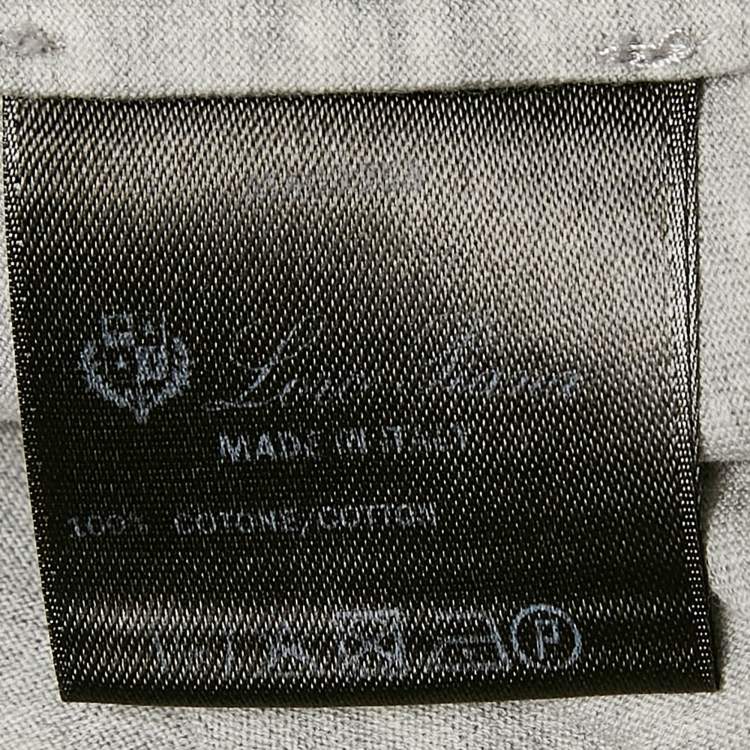 Loro Piana
MADE IN ITALY
100% COTONE/COTTON
P